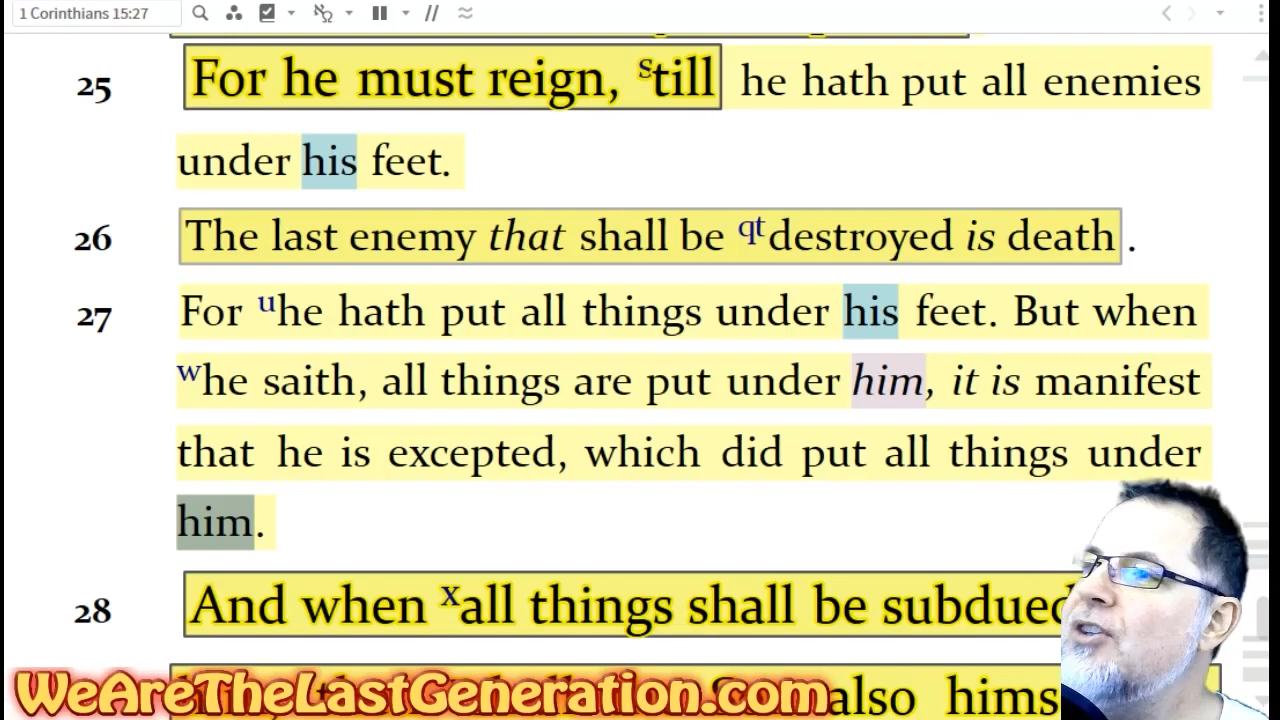 1 Corinthians 15:27
25 For he must reign, ˢtill he hath put all enemies
under his feet.
26 The last enemy that shall be ᑫᵗdestroyed is death .
27 For ᵘhe hath put all things under his feet. But when
ʷhe saith, all things are put under him, it is manifest
that he is excepted, which did put all things under
him.
28 And when ˣall things shall be subdued
also hims
WeAreTheLastGeneration.com